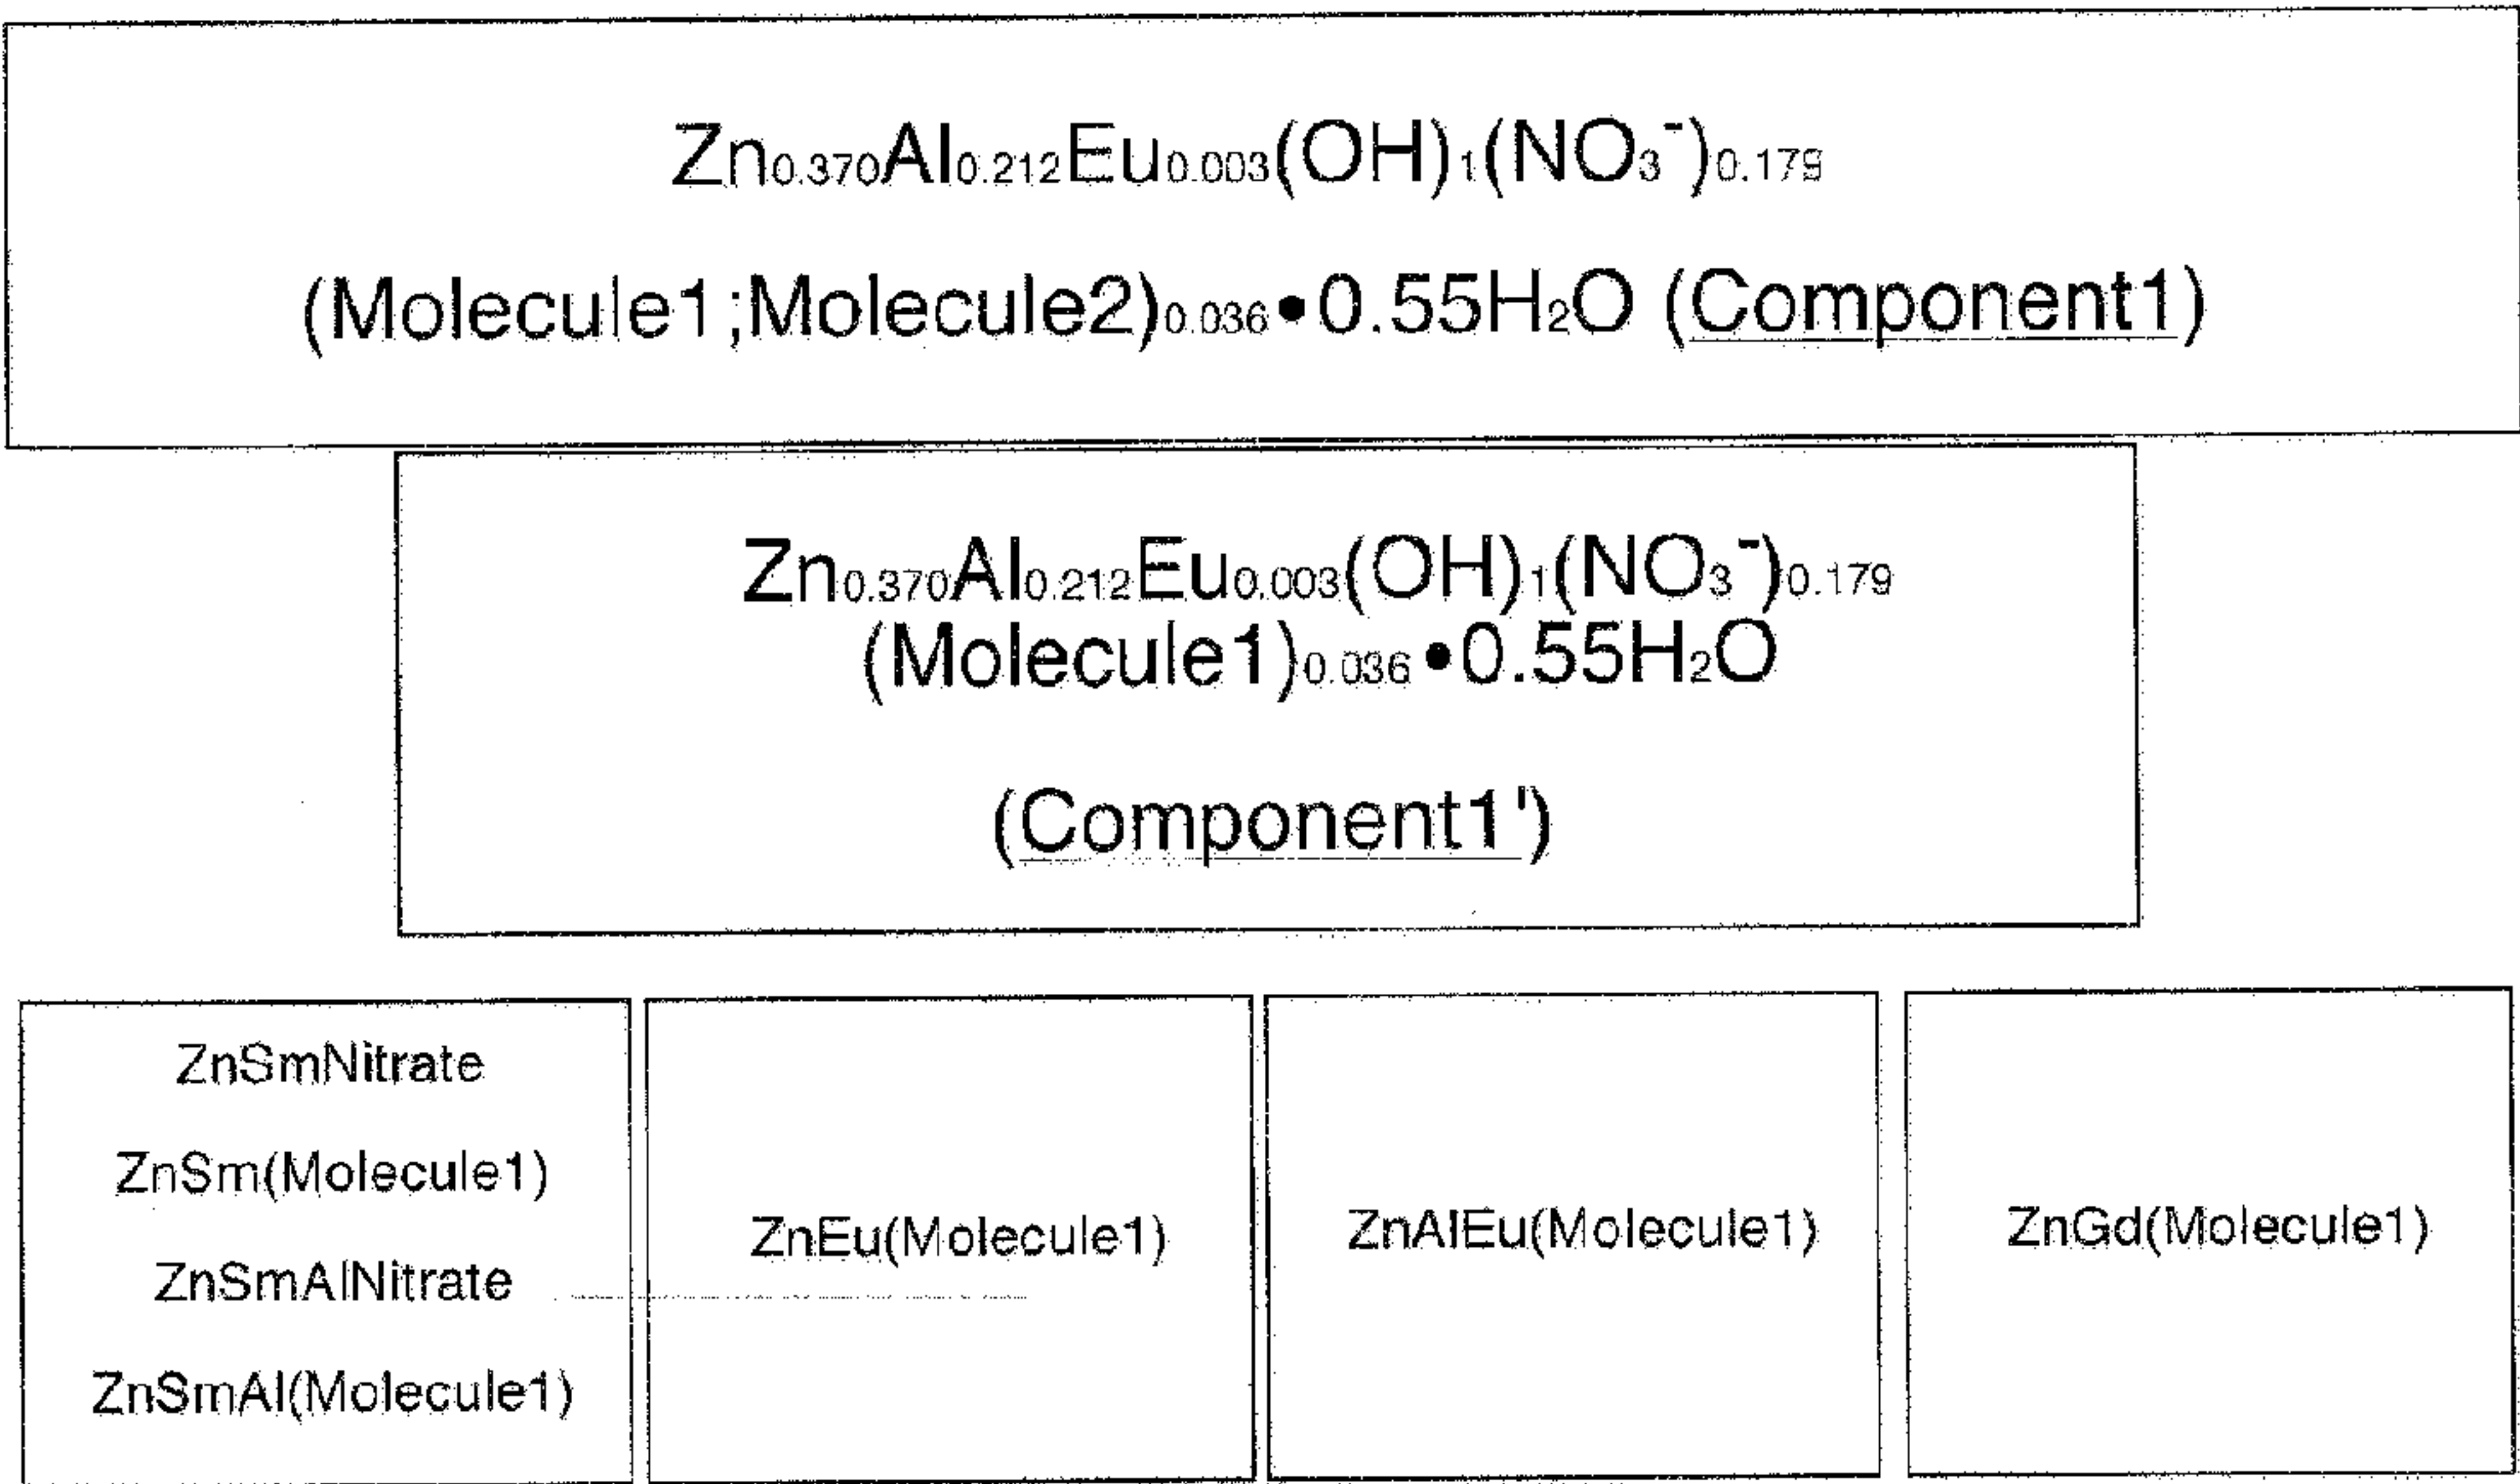 Zn0.370Al0.212Eu0.003(OH)1(NO3-)0.179
(Molecule1;Molecule2)0.036•0.55H2O (Component1)
Zn0.370Al0.212Eu0.003(OH)1(NO3-)0.179
(Molecule1)0.036•0.55H2O
(Component1')
ZnSmNitrate
ZnSm(Molecule1)
ZnSmAlNitrate
ZnSmAl(Molecule1)
ZnEu(Molecule1)
ZnAlEu(Molecule1)
ZnGd(Molecule1)